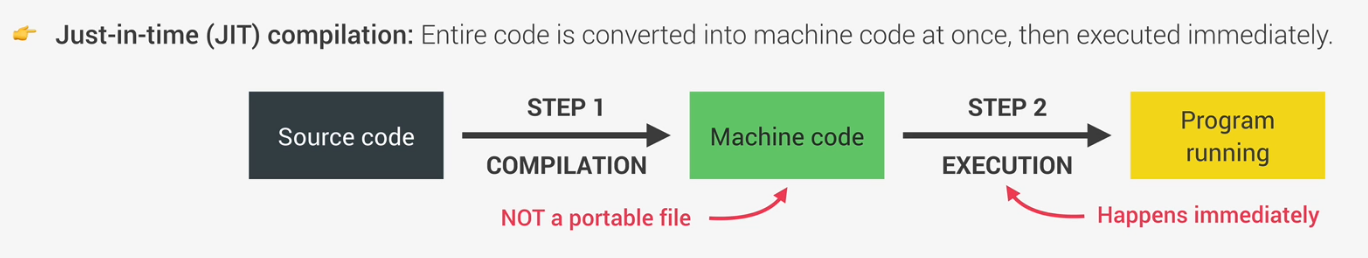 👉 Just-in-time (JIT) compilation: Entire code is converted into machine code at once, then executed immediately.
Source code
STEP 1
COMPILATION
Machine code
STEP 2
EXECUTION
Program
running
NOT a portable file
Happens immediately